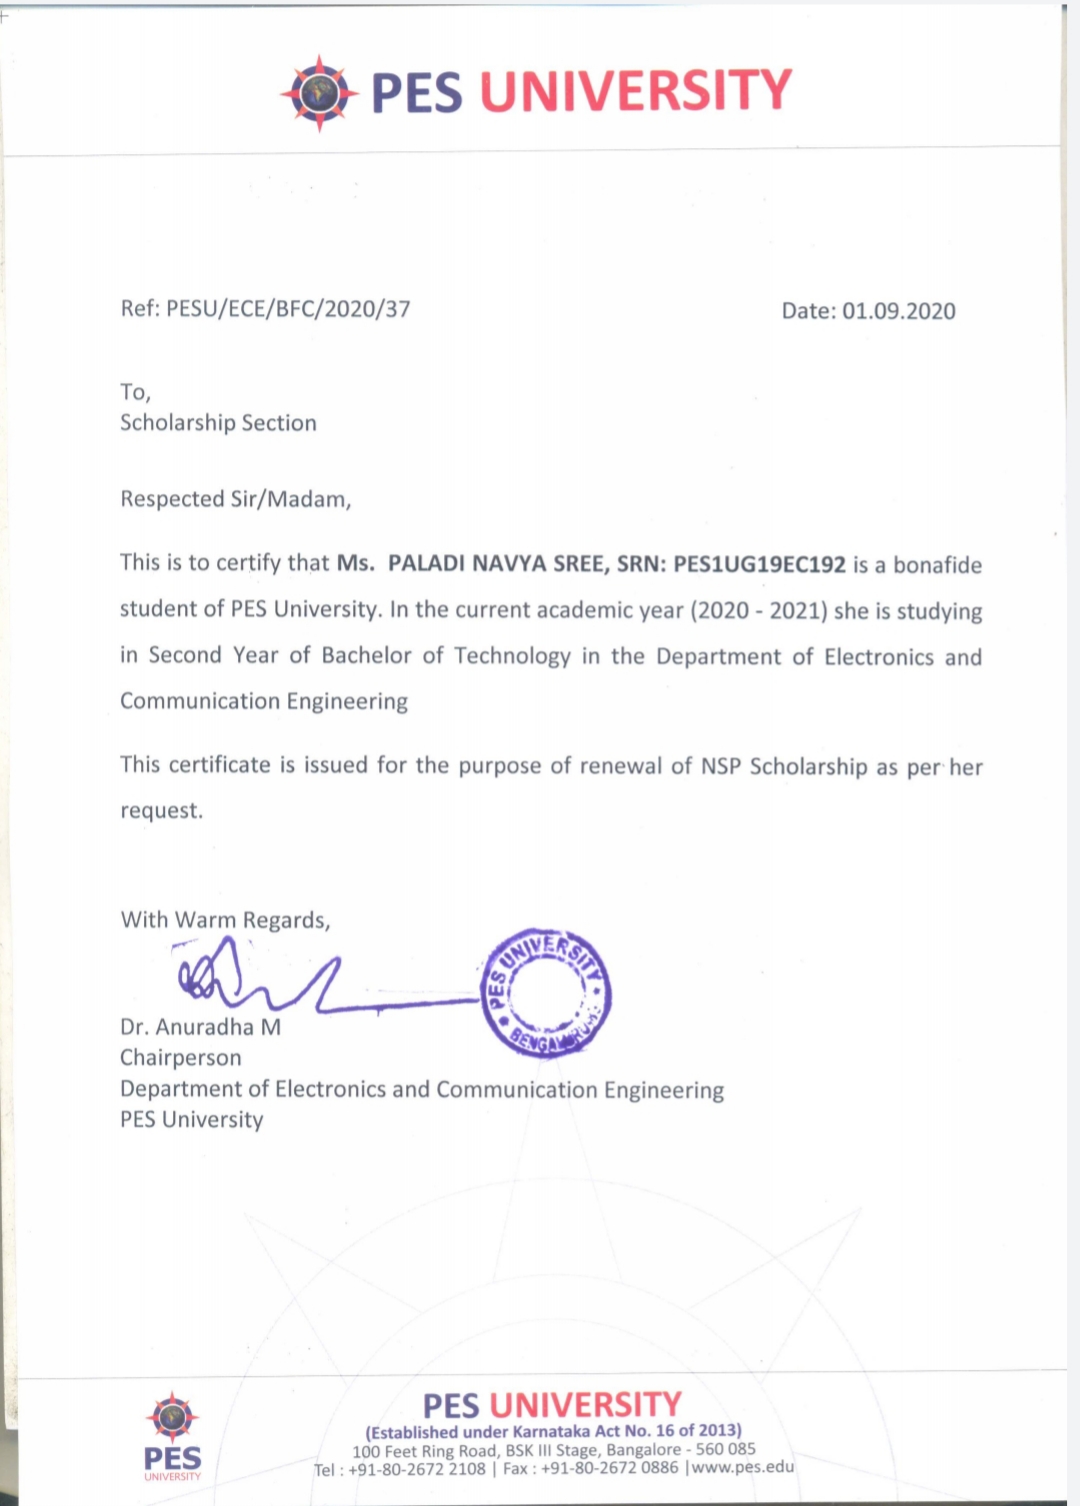 PES UNIVERSITY
Ref: PESU/ECE/BFC/2020/37 Date: 01.09.2020
To,
Scholarship Section
Respected Sir/Madam,
This is to certify that Ms. PALADI NAVYA SREE, SRN: PES1UG19EC192 is a bonafide
student of PES University. In the current academic year (2020 - 2021) she is studying
in Second Year of Bachelor of Technology in the Department of Electronics and
Communication Engineering
This certificate is issued for the purpose of renewal of NSP Scholarship as per her
request.
With Warm Regards,
PES UNIVERSITY
BENGALURU
Dr. Anuradha M
Chairperson
Department of Electronics and Communication Engineering
PES University
PES UNIVERSITY
(Established under Karnataka Act No. 16 of 2013)
100 Feet Ring Road, BSK III Stage, Bangalore - 560 085
Tel : +91-80-2672 2108 | Fax : +91-80-2672 0886 |www.pes.edu
PES
UNIVERSITY